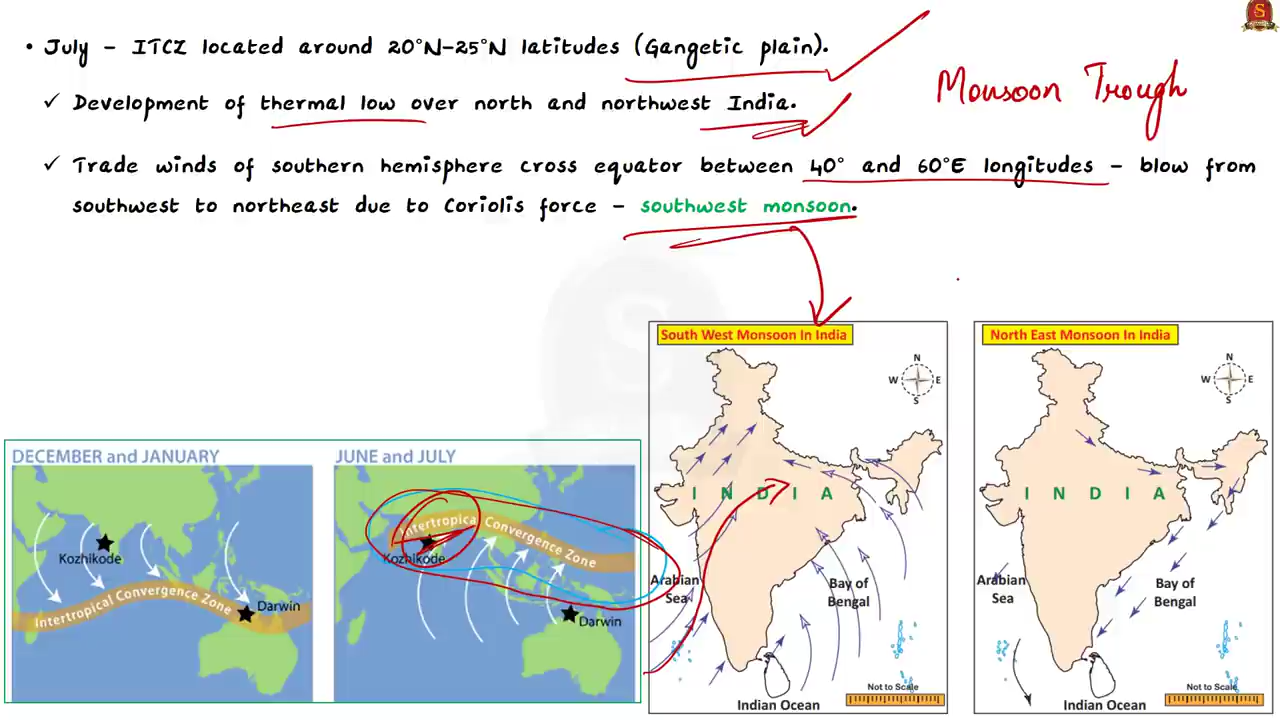 • July – ITCZ located around 20°N–25°N latitudes (Gangetic plain).
Monsoon Trough
✓ Development of thermal low over north and northwest India.
✓ Trade winds of southern hemisphere cross equator between 40° and 60°E longitudes – blow from
southwest to northeast due to Coriolis force – southwest monsoon.
DECEMBER and JANUARY
Kozhikode
Intertropical Convergence Zone
Darwin
JUNE and JULY
Intertropical Convergence Zone
Kozhikode
Darwin
South West Monsoon In India
N
W E
S
I N D I A
Arabian
Sea
Bay of
Bengal
Not to Scale
Indian Ocean
North East Monsoon In India
N
W E
S
I N D I A
Arabian
Sea
Bay of
Bengal
Not to Scale
Indian Ocean